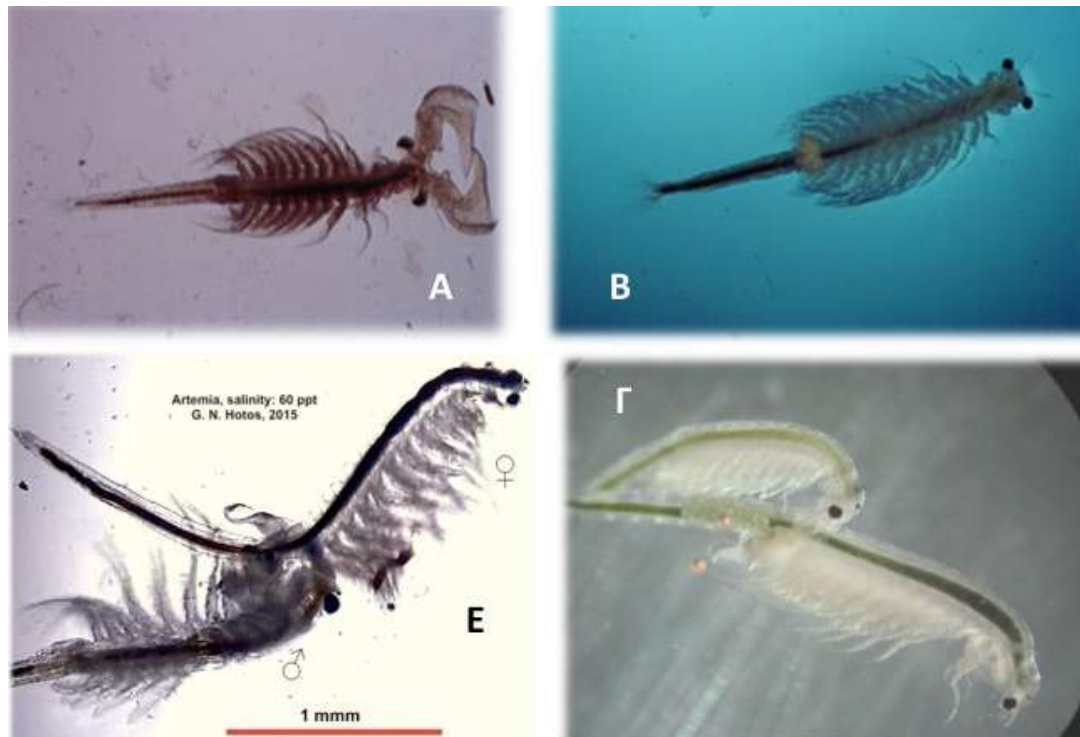 Α
Β
Artemia, salinity: 60 ppt
G. N. Hotos, 2015
♀
Ε
♂
1 mmm
Γ